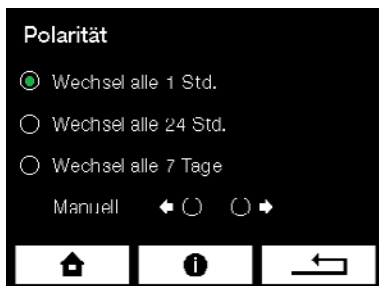 Polarität
Wechsel alle 1 Std.
Wechsel alle 24 Std.
Wechsel alle 7 Tage
Manuell